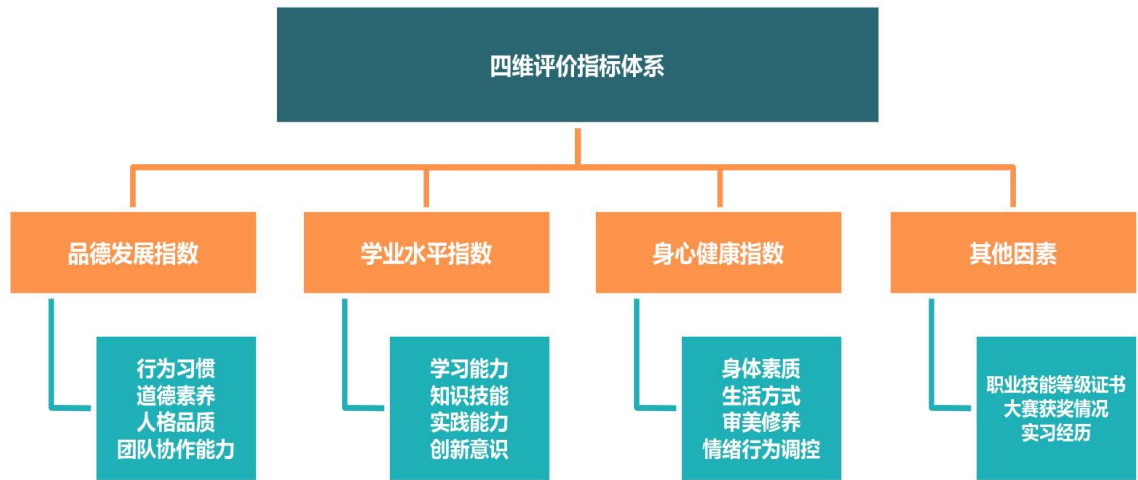 四维评价指标体系
品德发展指数
学业水平指数
身心健康指数
其他因素
行为习惯
道德素养
人格品质
团队协作能力
学习能力
知识技能
实践能力
创新意识
身体素质
生活方式
审美修养
情绪行为调控
职业技能等级证书
大赛获奖情况
实习经历